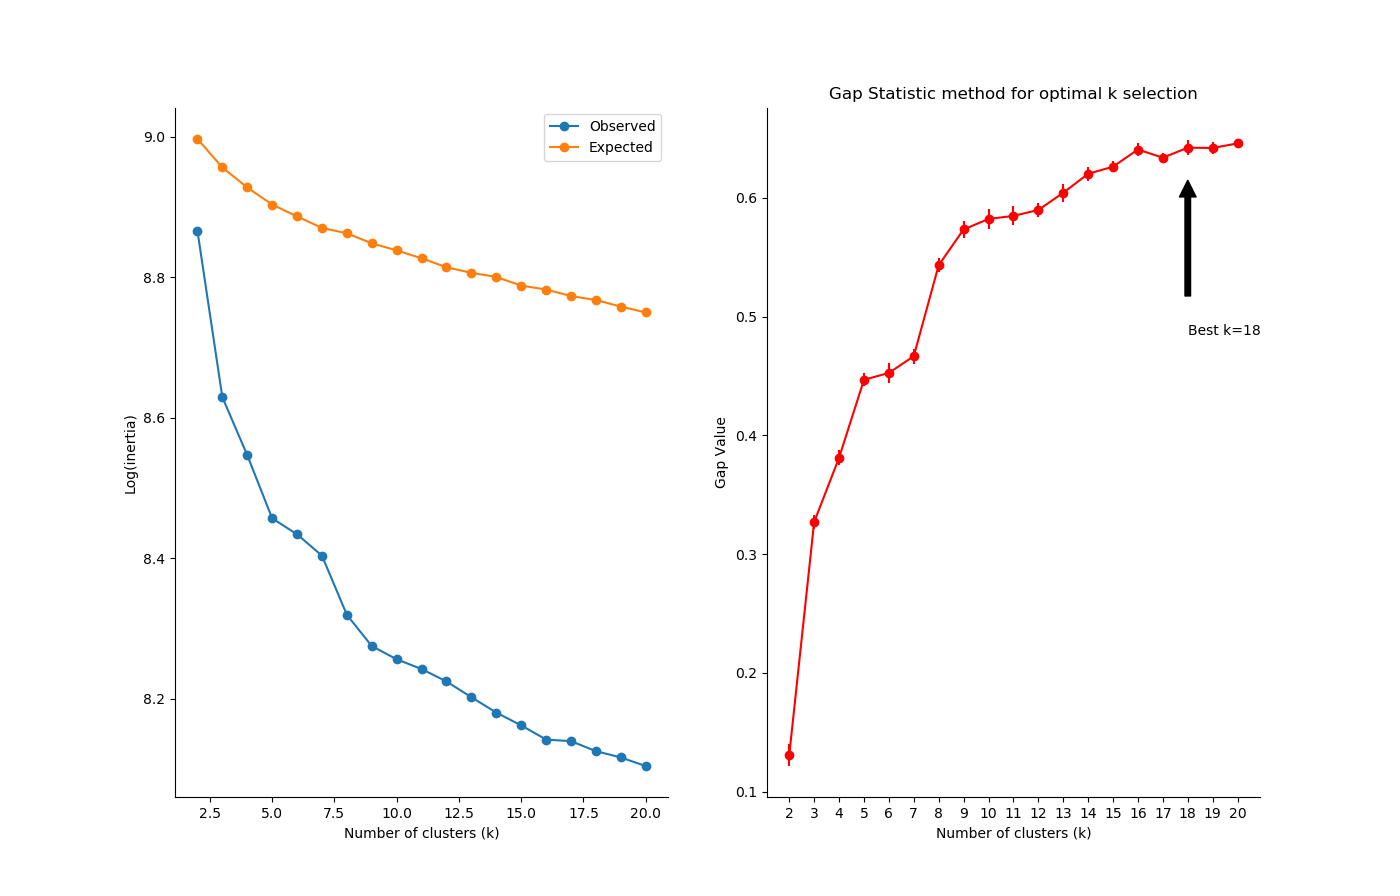 Observed
Expected
9.0
8.8
8.6
8.4
8.2
Log(inertia)
2.5 5.0 7.5 10.0 12.5 15.0 17.5 20.0
Number of clusters (k)
Gap Statistic method for optimal k selection
0.6
0.5
0.4
0.3
0.2
0.1
Gap Value
Best k=18
2 3 4 5 6 7 8 9 10 11 12 13 14 15 16 17 18 19 20
Number of clusters (k)